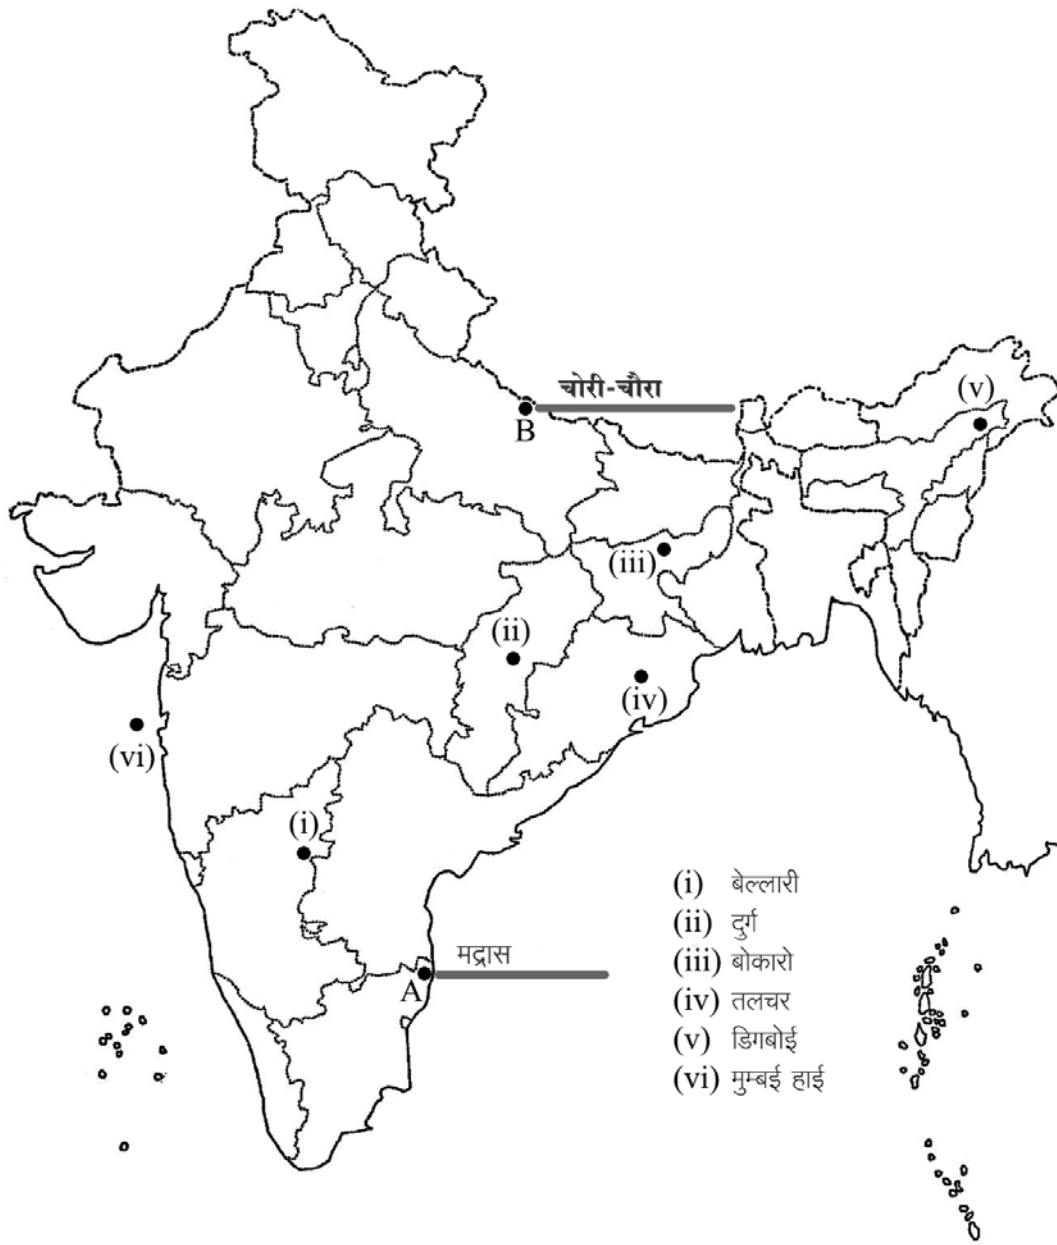 चोरी-चौरा
B
(v)
(iii)
(ii)
(iv)
(vi)
(i)
मद्रास
A
(i) बेल्लारी
(ii) दुर्ग
(iii) बोकारो
(iv) तलचर
(v) डिगबोई
(vi) मुम्बई हाई